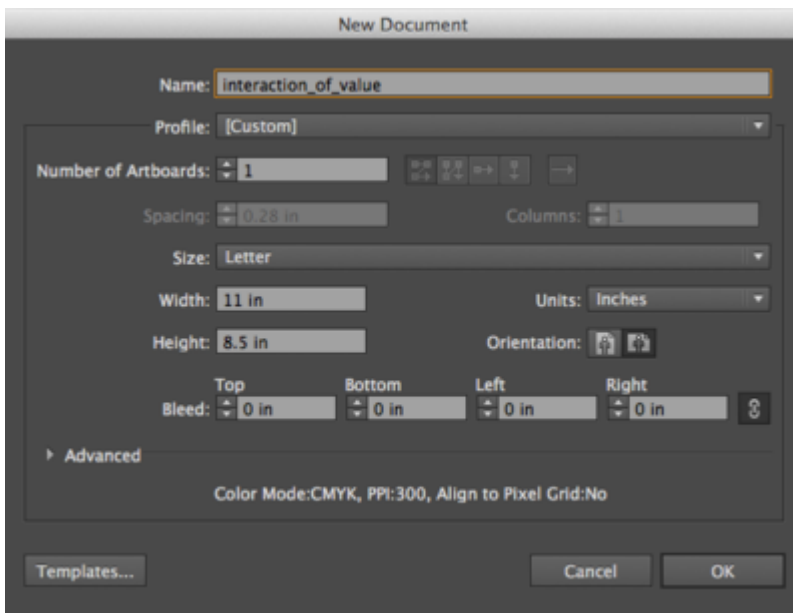 New Document
Name: interaction_of_value
Profile: [Custom]
Number of Artboards: 1
Spacing: 0.28 in Columns: 1
Size: Letter
Width: 11 in Units: Inches
Height: 8.5 in Orientation:
Top Bottom Left Right
Bleed: 0 in 0 in 0 in 0 in
Advanced
Color Mode:CMYK, PPI:300, Align to Pixel Grid:No
Templates... Cancel OK